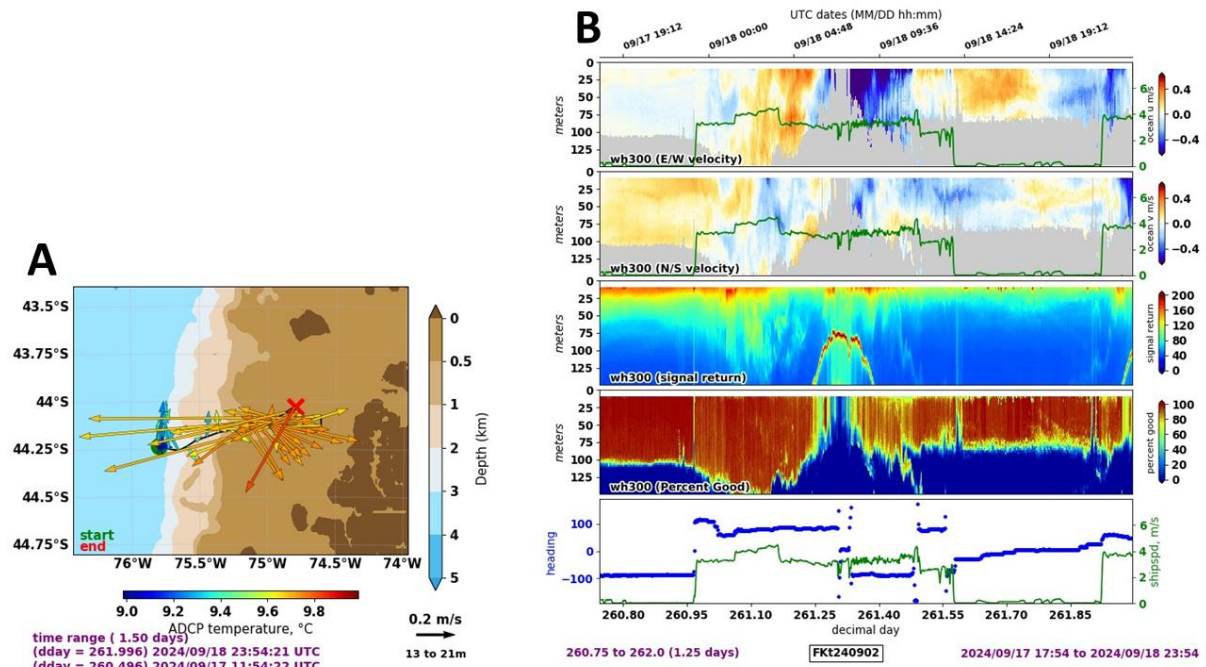 B
UTC dates (MM/DD hh:mm)
09/17 19:12
09/18 00:00
09/18 04:48
09/18 09:36
09/18 14:24
09/18 19:12
0
25
50
75
100
125
meters
wh300 (E/W velocity)
6
4
2
0
0.4
0.0
−0.4
ocean u m/s
0
25
50
75
100
125
meters
wh300 (N/S velocity)
6
4
2
0
0.4
0.0
−0.4
ocean v m/s
0
25
50
75
100
125
meters
wh300 (signal return)
200
160
120
80
40
0
signal return
25
50
75
100
125
meters
wh300 (Percent Good)
100
80
60
40
20
0
percent good
100
0
−100
heading
6
4
2
0
shipspd, m/s
260.80 260.95 261.10 261.25 261.40 261.55 261.70 261.85
decimal day
260.75 to 262.0 (1.25 days)
FKt240902
2024/09/17 17:54 to 2024/09/18 23:54
A
43.5°S
43.75°S
44°S
44.25°S
44.5°S
44.75°S
start
end
76°W 75.5°W 75°W 74.5°W 74°W
0
0.5
1
2
3
4
5
Depth (km)
9.0 9.2 9.4 9.6 9.8
ADCP temperature, °C
0.2 m/s
13 to 21m
time range ( 1.50 days)
(dday = 261.996) 2024/09/18 23:54:21 UTC
(dday = 260.496) 2024/09/17 11:54:22 UTC